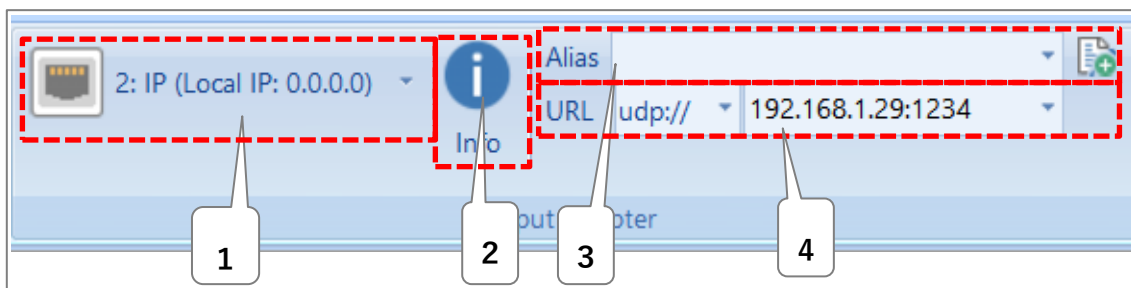 2: IP (Local IP: 0.0.0.0)
Info
Alias
URL udp:// 192.168.1.29:1234
1
2
3
4